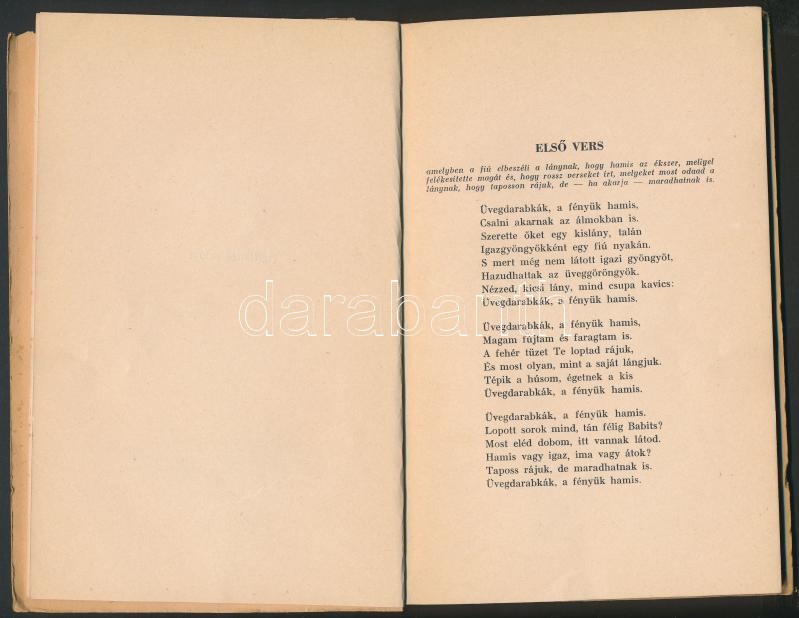 ELSŐ VERS
amelyben a fiú elbeszéli a lánynak, hogy hamis az ékszer, mellyel
felékesítette magát és, hogy rossz verseket írt, melyeket most odaad a
lánynak, hogy taposson rájuk, de — ha akarja — maradhatnak is.
Üvegdarabkák, a fényük hamis,
Csalni akarnak az álmokban is.
Szerette őket egy kislány, talán
Igazgyöngyökként egy fiú nyakán.
S mert még nem látott igazi gyöngyöt,
Hazudhattak az üveggöröngyök.
Nézzed, kicsi lány, mind csupa kavics:
Üvegdarabkák, a fényük hamis.
Üvegdarabkák, a fényük hamis,
Magam fújtam és faragtam is.
A fehér tüzet Te loptad rájuk,
És most olyan, mint a saját lángjuk.
Tépik a húsom, égetnek a kis
Üvegdarabkák, a fényük hamis.
Üvegdarabkák, a fényük hamis.
Lopott sorok mind, tán félig Babits?
Most eléd dobom, itt vannak látod.
Hamis vagy igaz, ima vagy átok?
Taposs rájuk, de maradhatnak is.
Üvegdarabkák, a fényük hamis.
darabanth